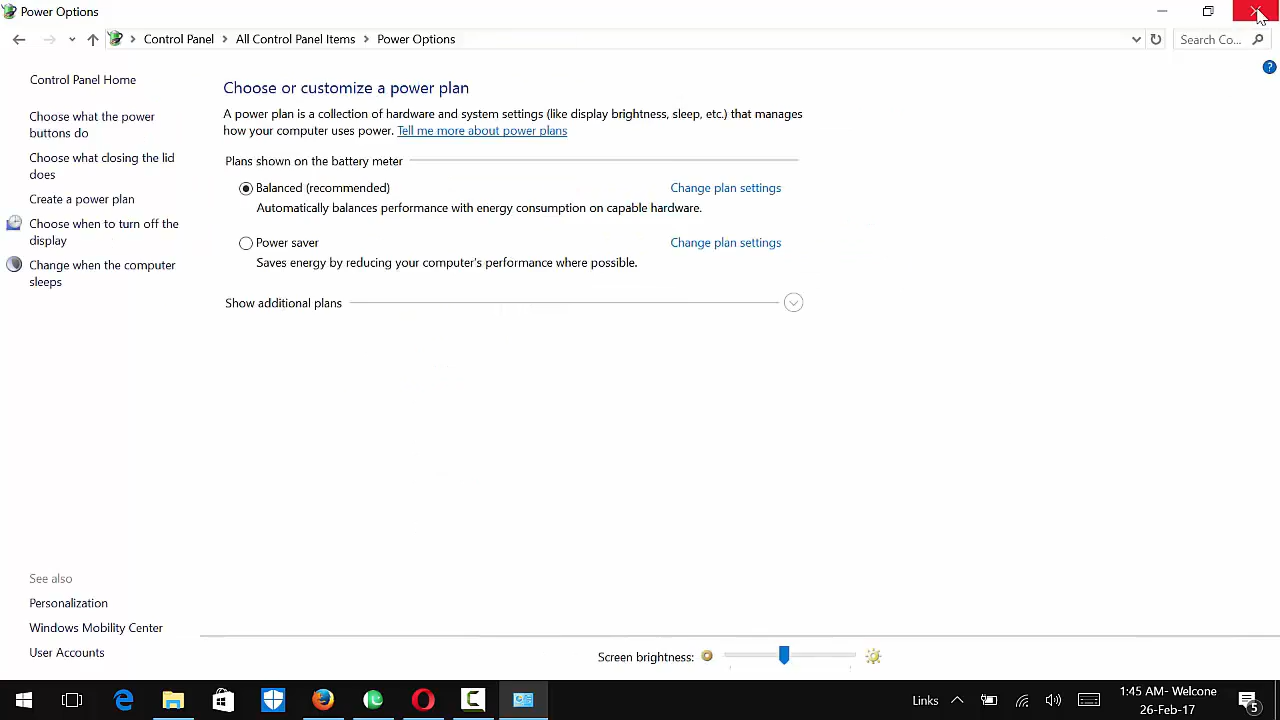 Power Options
Control Panel
All Control Panel Items
Power Options
Search Co...
Control Panel Home
Choose what the power
buttons do
Choose what closing the lid
does
Create a power plan
Choose when to turn off the
display
Change when the computer
sleeps
Choose or customize a power plan
A power plan is a collection of hardware and system settings (like display brightness, sleep, etc.) that manages
how your computer uses power. Tell me more about power plans
Plans shown on the battery meter
Balanced (recommended)
Change plan settings
Automatically balances performance with energy consumption on capable hardware.
Power saver
Change plan settings
Saves energy by reducing your computer's performance where possible.
Show additional plans
See also
Personalization
Windows Mobility Center
User Accounts
Screen brightness:
Links
1:45 AM- Welcone
26-Feb-17
5